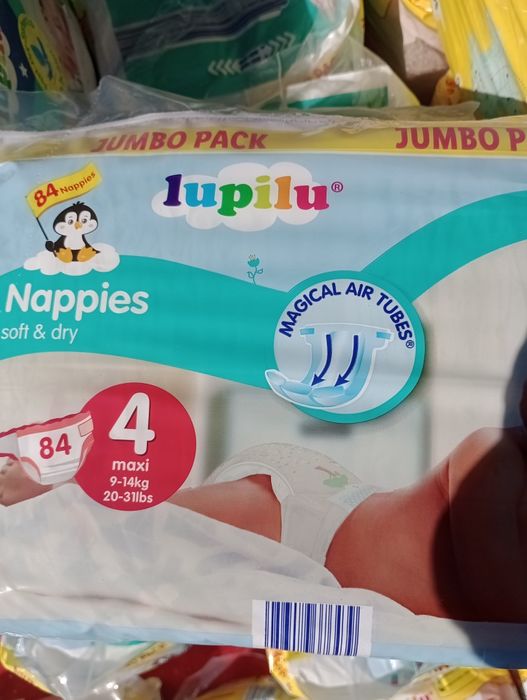 JUMBO PACK
JUMBO P
84 Nappies
lupilu®
Nappies
soft & dry
MAGICAL AIR TUBES®
84
4
maxi
9-14kg
20-31lbs